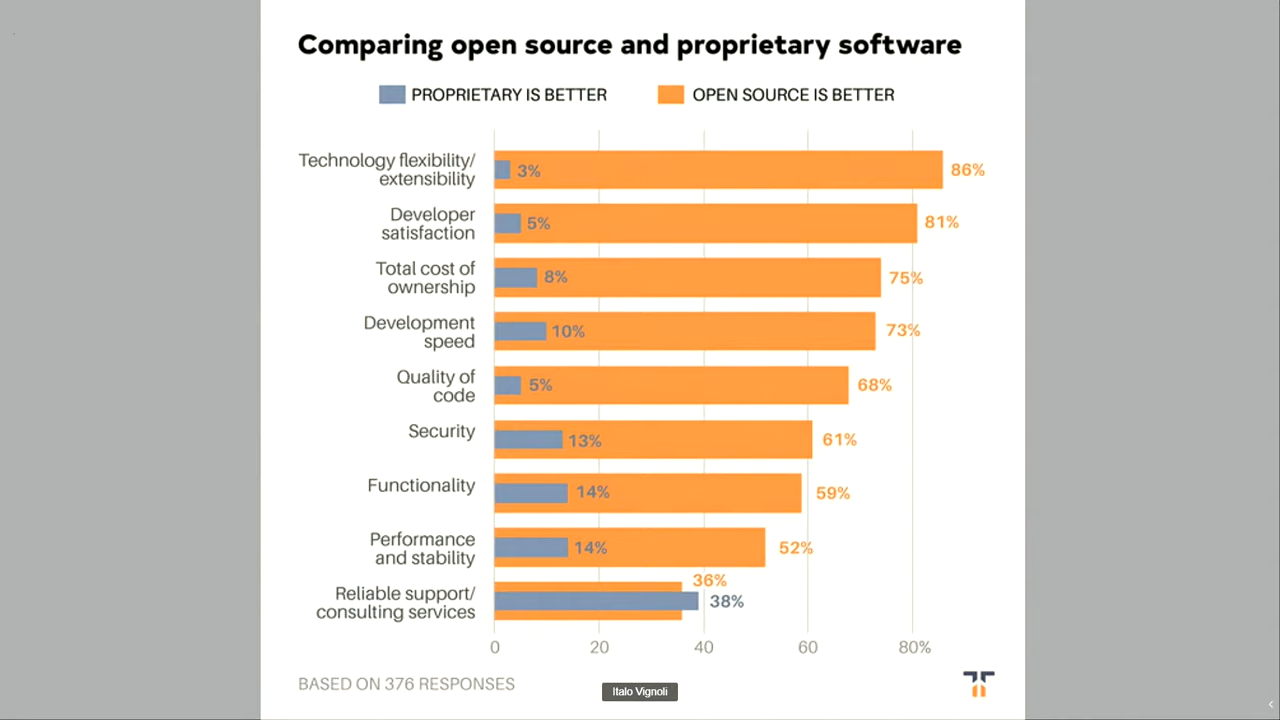 Comparing open source and proprietary software
PROPRIETARY IS BETTER
OPEN SOURCE IS BETTER
Technology flexibility/
extensibility
3%
86%
Developer
satisfaction
5%
81%
Total cost of
ownership
8%
75%
Development
speed
10%
73%
Quality of
code
5%
68%
Security
13%
61%
Functionality
14%
59%
Performance
and stability
14%
52%
Reliable support/
consulting services
36%
38%
0 20 40 60 80%
BASED ON 376 RESPONSES
Italo Vignoli